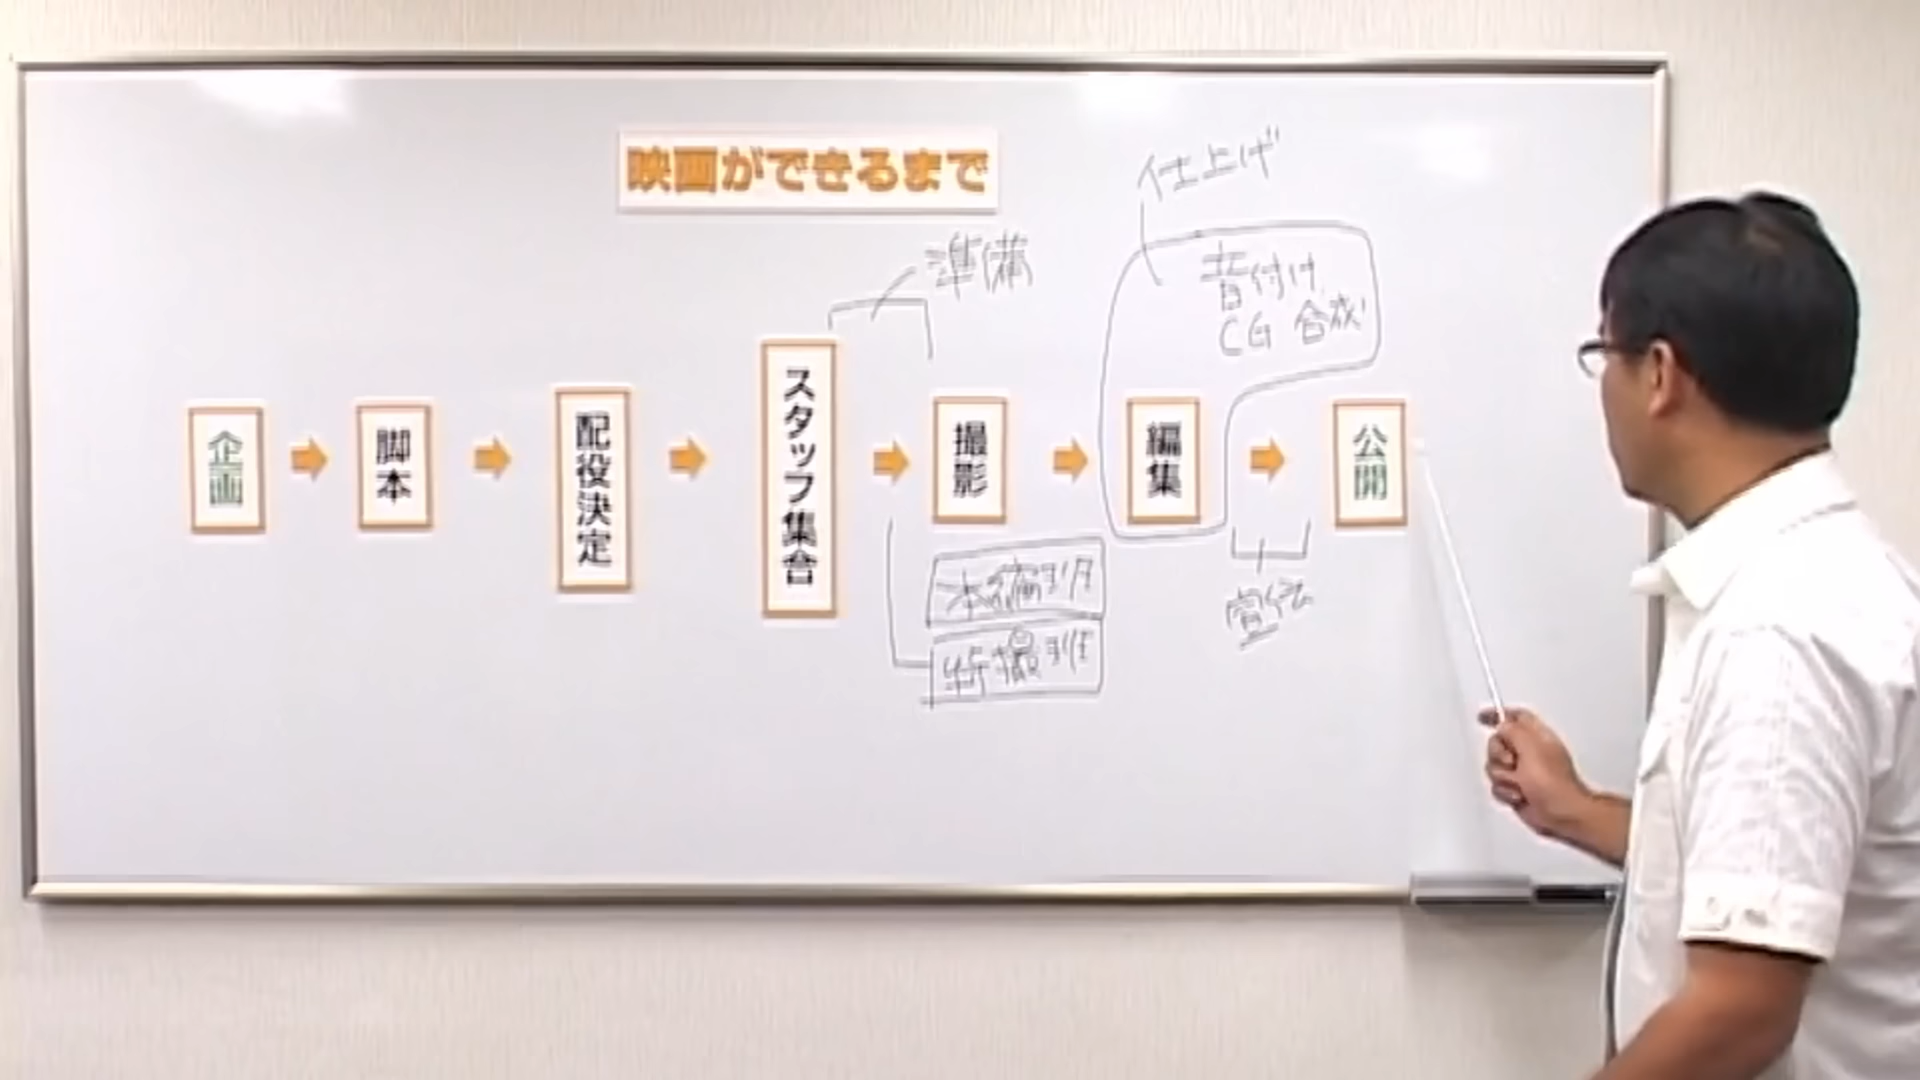 映画ができるまで
仕上げ
準備
音付け
CG 合成
企画
脚本
配役決定
スタッフ集合
撮影
編集
公開
本編班
特撮班
宣伝